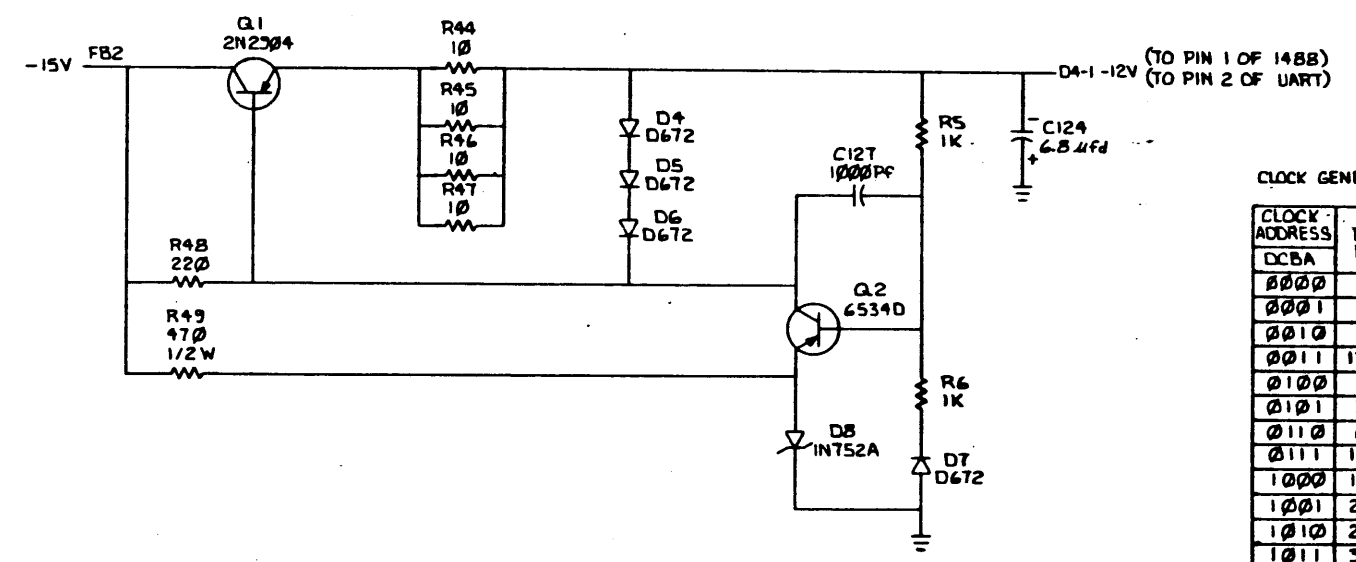 -15V FB2
Q1
2N2904
R44
10
R45
10
R46
10
R47
10
D4
D672
D5
D672
D6
D672
C127
1000PF
R5
1K
D4-1 -12V
(TO PIN 1 OF 1488)
(TO PIN 2 OF UART)
-
C124
6.8 µfd
+
R48
220
R49
470
1/2W
Q2
6534D
R6
1K
D8
1N752A
D7
D672
CLOCK
CLOCK
ADDRESS
DCBA
0000
0001
0010
0011
0100
0101
0110
0111
1000
1001
1010
1011